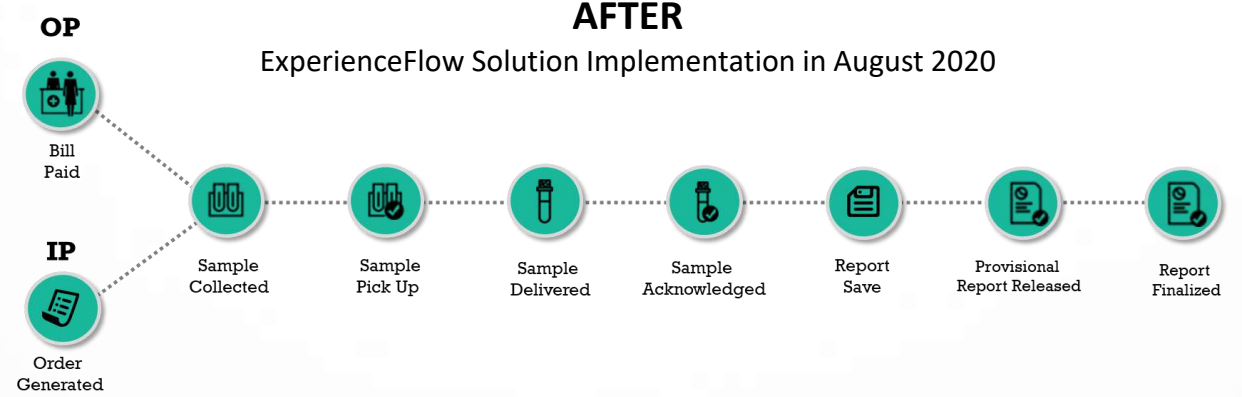 AFTER
ExperienceFlow Solution Implementation in August 2020
OP
Bill
Paid
IP
Order
Generated
Sample
Collected
Sample
Pick Up
Sample
Delivered
Sample
Acknowledged
Report
Save
Provisional
Report Released
Report
Finalized